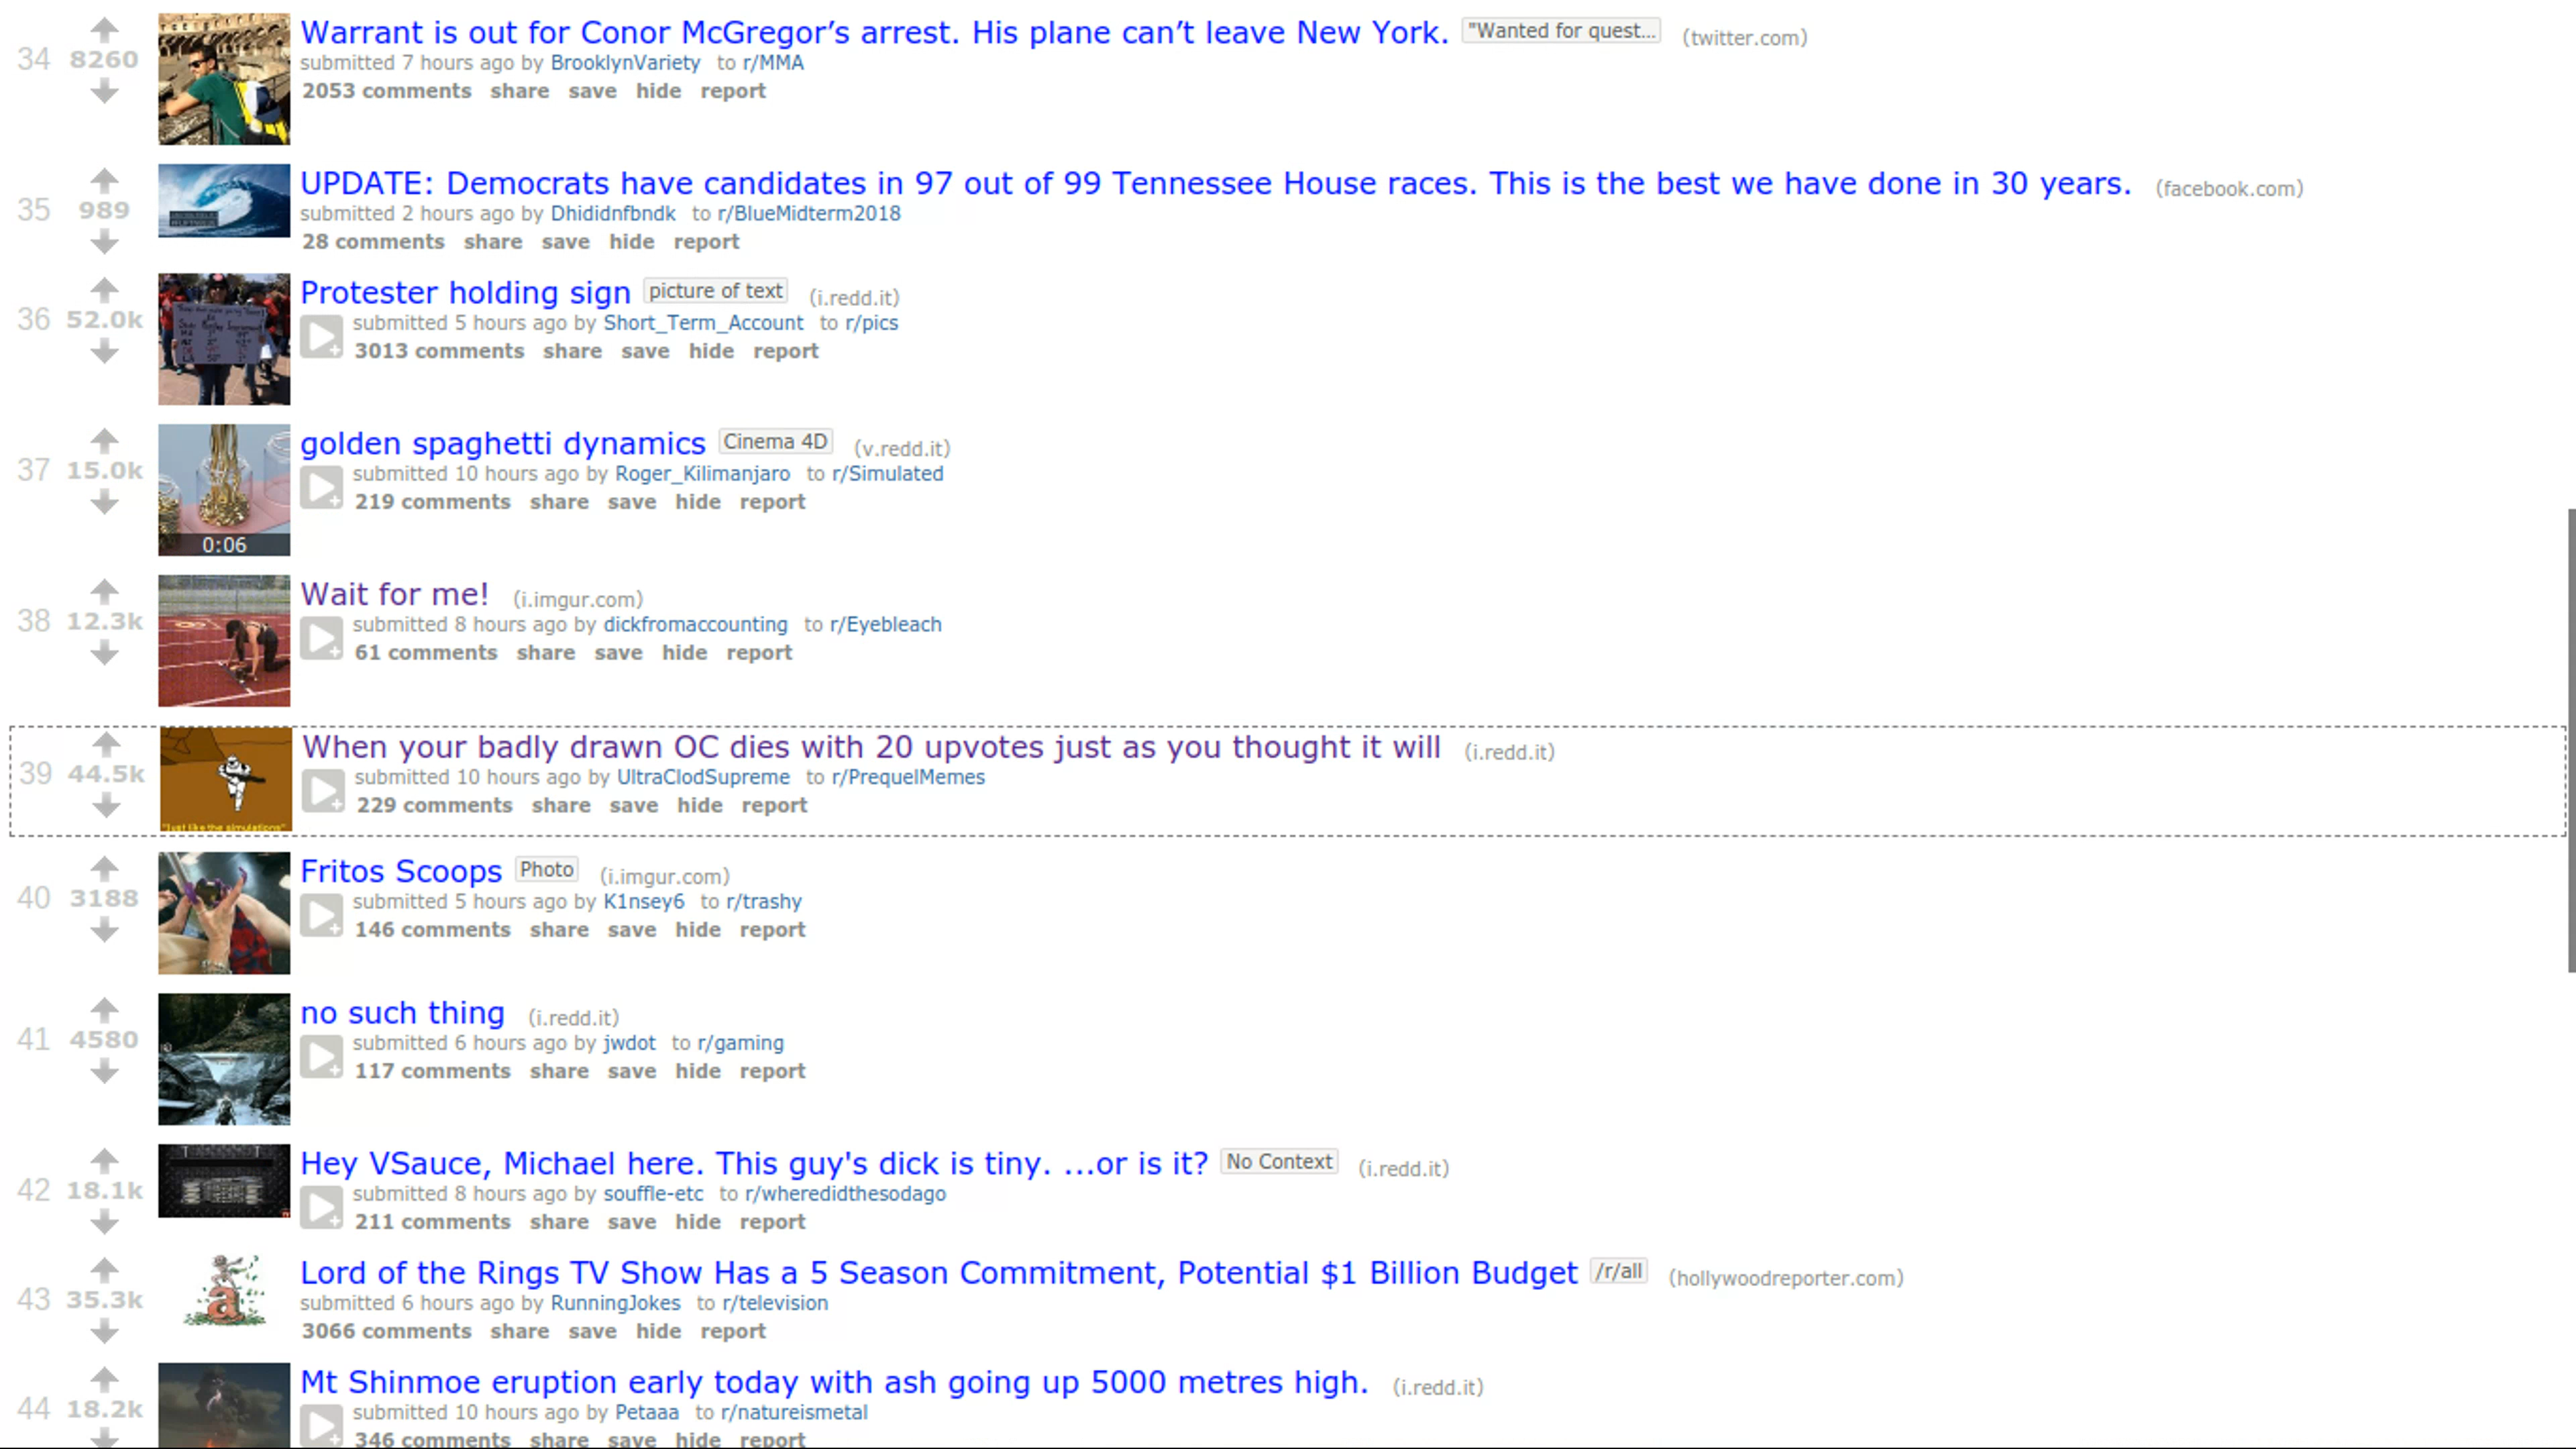 34
8260
Warrant is out for Conor McGregor’s arrest. His plane can’t leave New York. "Wanted for quest... (twitter.com)
submitted 7 hours ago by BrooklynVariety to r/MMA
2053 comments share save hide report
35
989
UPDATE: Democrats have candidates in 97 out of 99 Tennessee House races. This is the best we have done in 30 years. (facebook.com)
submitted 2 hours ago by Dhididnfbndk to r/BlueMidterm2018
28 comments share save hide report
36
52.0k
Protester holding sign picture of text (i.redd.it)
submitted 5 hours ago by Short_Term_Account to r/pics
3013 comments share save hide report
37
15.0k
0:06
golden spaghetti dynamics Cinema 4D (v.redd.it)
submitted 10 hours ago by Roger_Kilimanjaro to r/Simulated
219 comments share save hide report
38
12.3k
Wait for me! (i.imgur.com)
submitted 8 hours ago by dickfromaccounting to r/Eyebleach
61 comments share save hide report
39
44.5k
"Just like the simulations"
When your badly drawn OC dies with 20 upvotes just as you thought it will (i.redd.it)
submitted 10 hours ago by UltraClodSupreme to r/PrequelMemes
229 comments share save hide report
40
3188
Fritos Scoops Photo (i.imgur.com)
submitted 5 hours ago by K1nsey6 to r/trashy
146 comments share save hide report
41
4580
no such thing (i.redd.it)
submitted 6 hours ago by jwdot to r/gaming
117 comments share save hide report
42
18.1k
Hey VSauce, Michael here. This guy's dick is tiny. ...or is it? No Context (i.redd.it)
submitted 8 hours ago by souffle-etc to r/wheredidthesodago
211 comments share save hide report
43
35.3k
Lord of the Rings TV Show Has a 5 Season Commitment, Potential $1 Billion Budget /r/all (hollywoodreporter.com)
submitted 6 hours ago by RunningJokes to r/television
3066 comments share save hide report
44
18.2k
Mt Shinmoe eruption early today with ash going up 5000 metres high. (i.redd.it)
submitted 10 hours ago by Petaaa to r/natureismetal
346 comments share save hide report